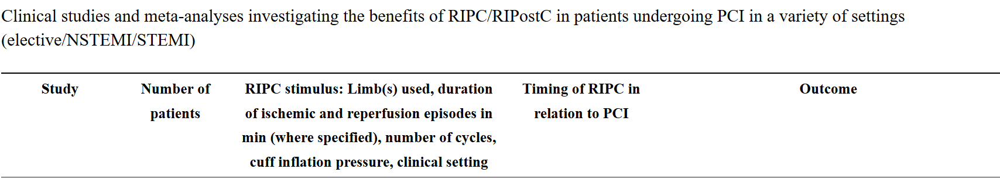 Clinical studies and meta-analyses investigating the benefits of RIPC/RIPostC in patients undergoing PCI in a variety of settings
(elective/NSTEMI/STEMI)
Study
Number of
patients
RIPC stimulus: Limb(s) used, duration
of ischemic and reperfusion episodes in
min (where specified), number of cycles,
cuff inflation pressure, clinical setting
Timing of RIPC in
relation to PCI
Outcome